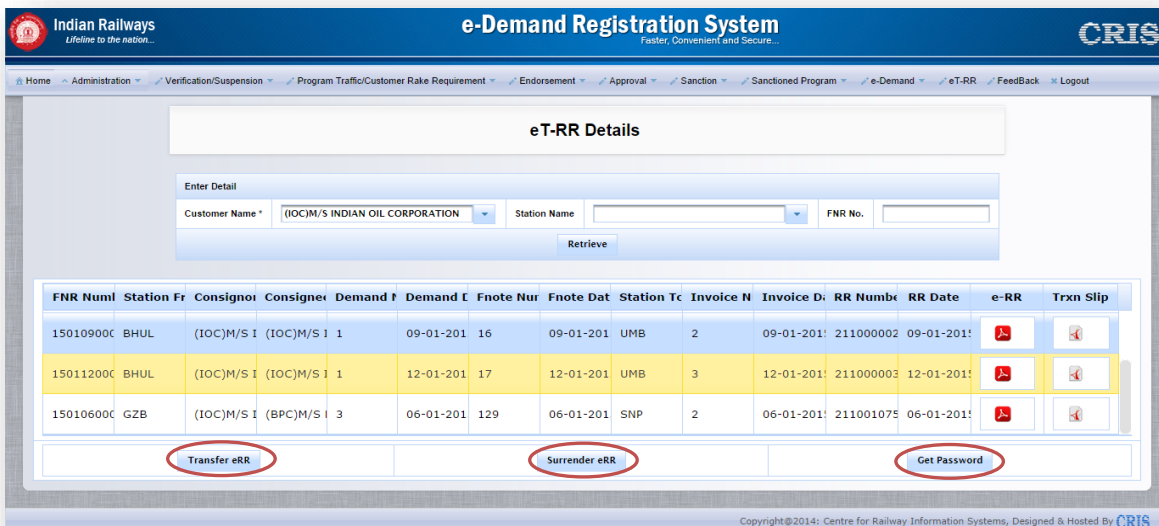 Indian Railways
Lifeline to the nation...
e-Demand Registration System
Faster, Convenient and Secure...
CRIS
Home Administration Verification/Suspension Program Traffic/Customer Rake Requirement Endorsement Approval Sanction Sanctioned Program e-Demand eT-RR FeedBack Logout
eT-RR Details
Enter Detail
Customer Name * (IOC)M/S INDIAN OIL CORPORATION Station Name FNR No.
Retrieve
FNR Numl Station Fr Consignor Consignee Demand N Demand D Fnote Nur Fnote Dat Station To Invoice N Invoice Da RR Numbe RR Date e-RR Trxn Slip
15010900 BHUL (IOC)M/S I (IOC)M/S I 1 09-01-201 16 09-01-201 UMB 2 09-01-201 211000002 09-01-201
15011200 BHUL (IOC)M/S I (IOC)M/S I 1 12-01-201 17 12-01-201 UMB 3 12-01-201 211000003 12-01-201
15010600 GZB (IOC)M/S I (BPC)M/S I 3 06-01-201 129 06-01-201 SNP 2 06-01-201 211001075 06-01-201
Transfer eRR Surrender eRR Get Password
Copyright@2014: Centre for Railway Information Systems, Designed & Hosted By CRIS